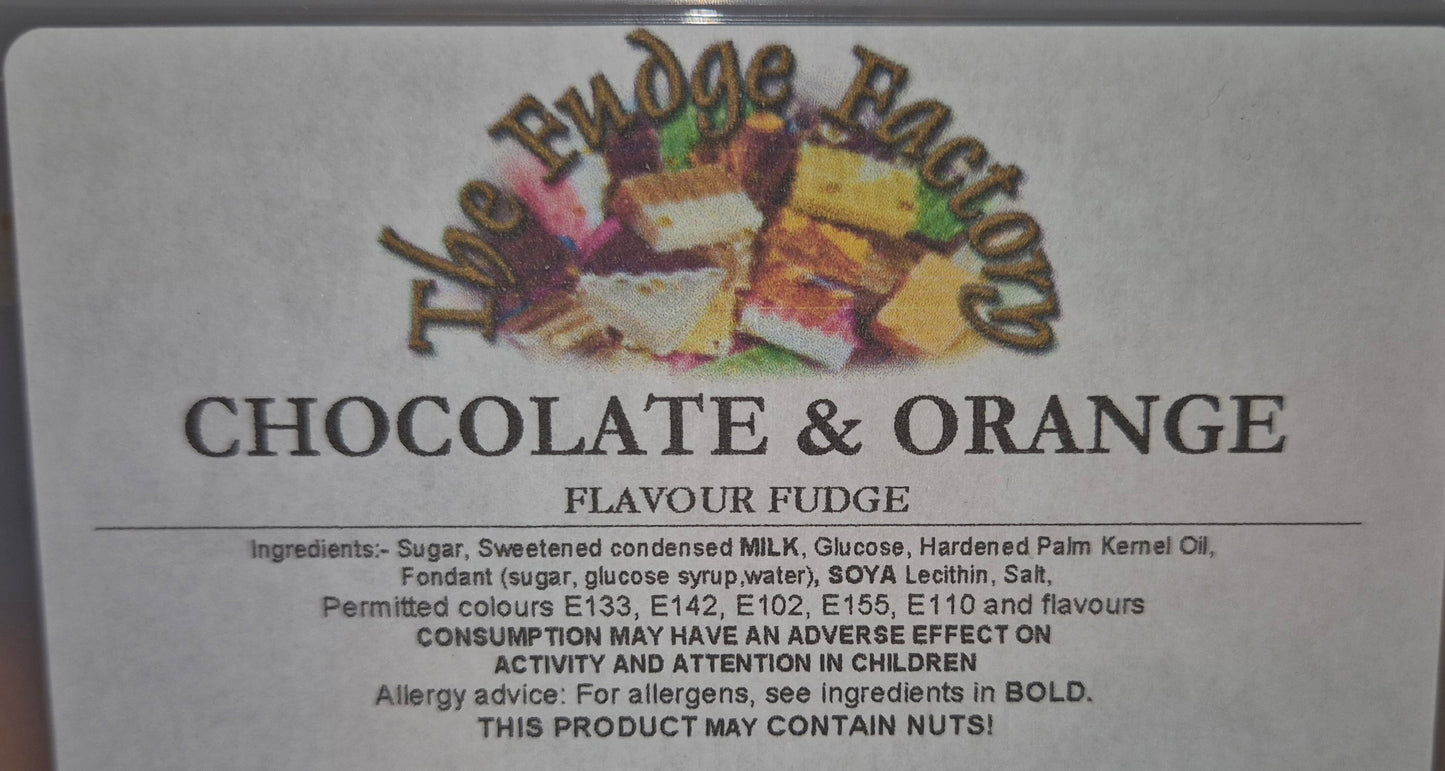 The Fudge Factory
CHOCOLATE & ORANGE
FLAVOUR FUDGE
Ingredients:- Sugar, Sweetened condensed MILK, Glucose, Hardened Palm Kernel Oil,
Fondant (sugar, glucose syrup,water), SOYA Lecithin, Salt,
Permitted colours E133, E142, E102, E155, E110 and flavours
CONSUMPTION MAY HAVE AN ADVERSE EFFECT ON
ACTIVITY AND ATTENTION IN CHILDREN
Allergy advice: For allergens, see ingredients in BOLD.
THIS PRODUCT MAY CONTAIN NUTS!